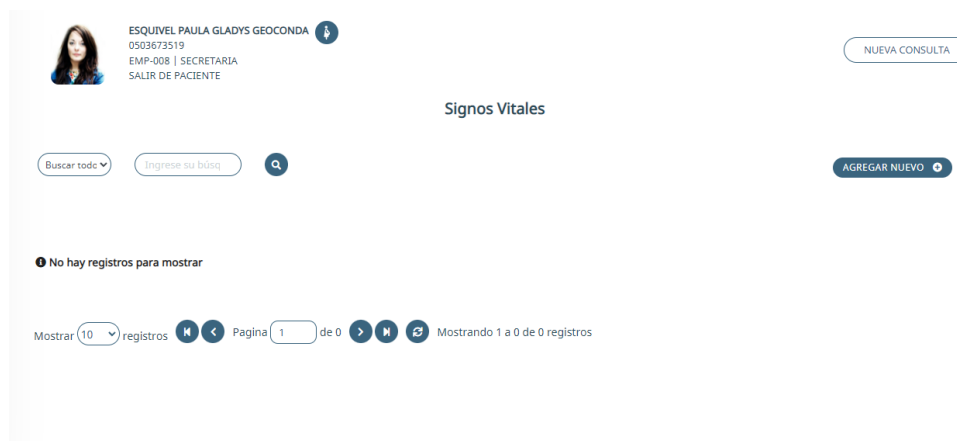 ESQUIVEL PAULA GLADYS GEOCONDA
0503673519
EMP-008 | SECRETARIA
SALIR DE PACIENTE
NUEVA CONSULTA
Signos Vitales
Buscar todc
Ingrese su búsq
AGREGAR NUEVO
No hay registros para mostrar
Mostrar 10 registros Pagina 1 de 0 Mostrando 1 a 0 de 0 registros